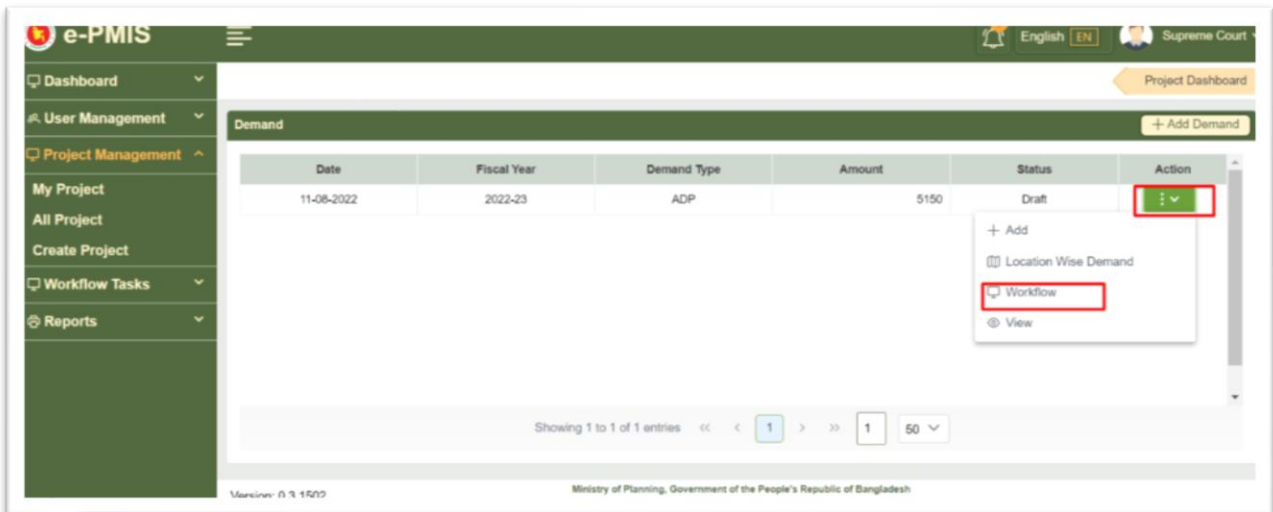 e-PMIS
English EN
Supreme Court
Dashboard
Project Dashboard
User Management
Demand
+ Add Demand
Project Management
Date Fiscal Year Demand Type Amount Status Action
My Project
11-08-2022 2022-23 ADP 5150 Draft
All Project
+ Add
Create Project
Location Wise Demand
Workflow Tasks
Workflow
Reports
View
Showing 1 to 1 of 1 entries << < 1 > >> 1 50
Version: 0.3.1502
Ministry of Planning, Government of the People's Republic of Bangladesh